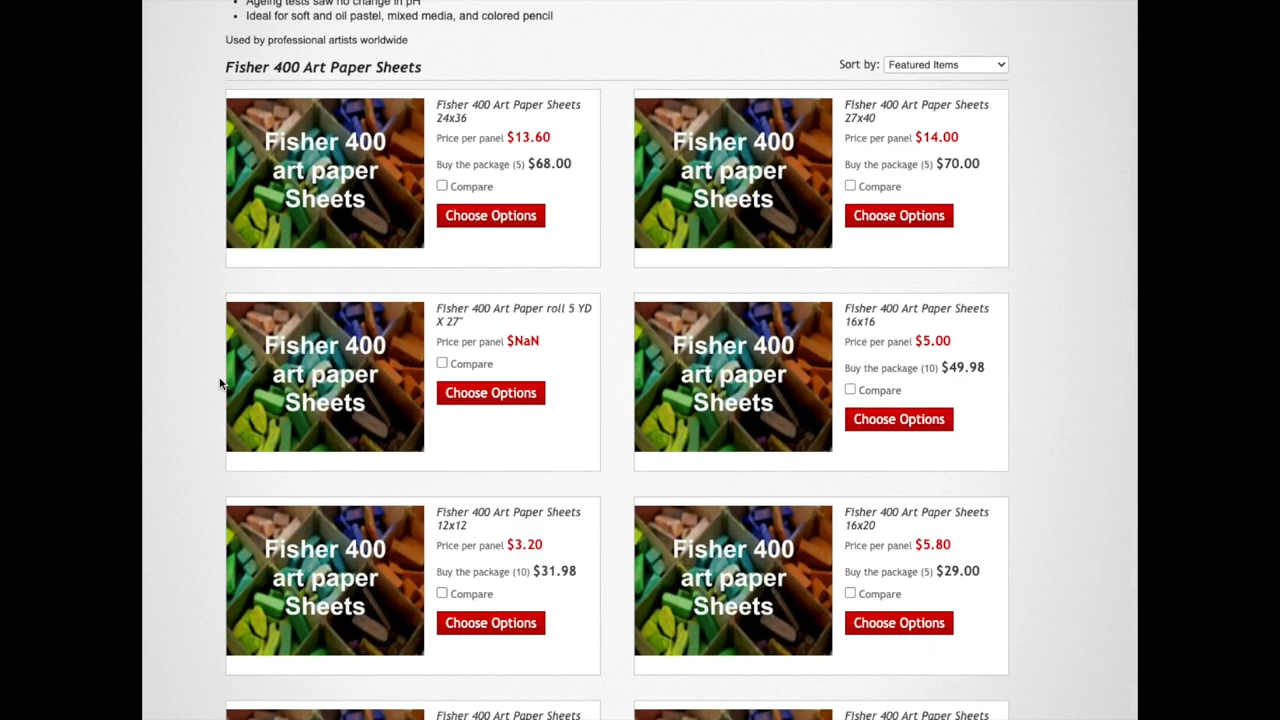 Ageing tests saw no change in pH
Ideal for soft and oil pastel, mixed media, and colored pencil
Used by professional artists worldwide
Fisher 400 Art Paper Sheets
Sort by: Featured Items
Fisher 400
art paper
Sheets
Fisher 400 Art Paper Sheets
24x36
Price per panel $13.60
Buy the package (5) $68.00
Compare
Choose Options
Fisher 400
art paper
Sheets
Fisher 400 Art Paper Sheets
27x40
Price per panel $14.00
Buy the package (5) $70.00
Compare
Choose Options
Fisher 400
art paper
Sheets
Fisher 400 Art Paper roll 5 YD
X 27"
Price per panel $NaN
Compare
Choose Options
Fisher 400
art paper
Sheets
Fisher 400 Art Paper Sheets
16x16
Price per panel $5.00
Buy the package (10) $49.98
Compare
Choose Options
Fisher 400
art paper
Sheets
Fisher 400 Art Paper Sheets
12x12
Price per panel $3.20
Buy the package (10) $31.98
Compare
Choose Options
Fisher 400
art paper
Sheets
Fisher 400 Art Paper Sheets
16x20
Price per panel $5.80
Buy the package (5) $29.00
Compare
Choose Options
Fisher 400 Art Paper Sheets
Fisher 400 Art Paper Sheets